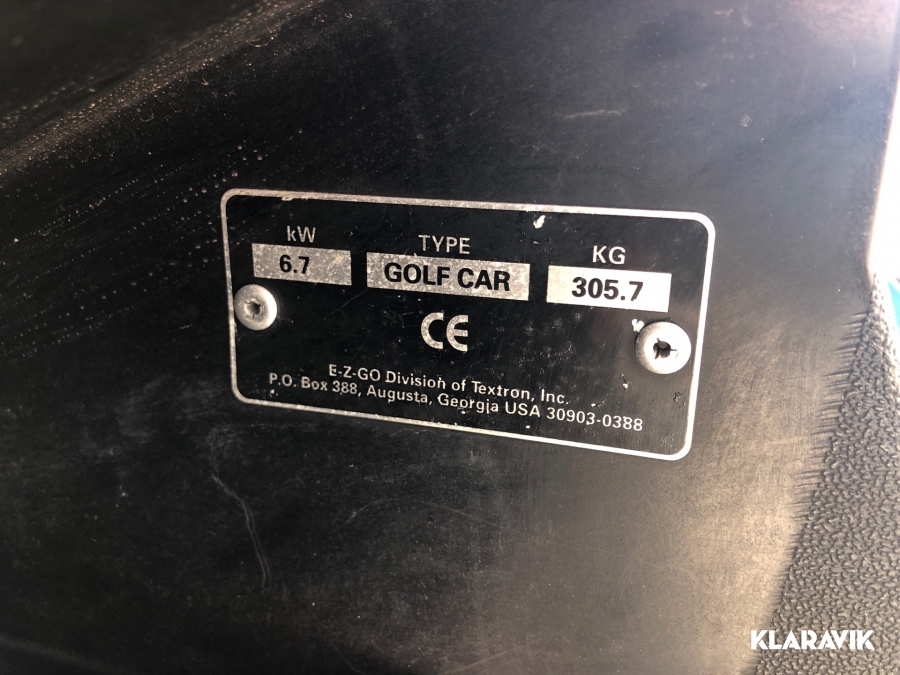 kW TYPE KG
6.7 GOLF CAR 305.7
CE
E-Z-GO Division of Textron, Inc.
P.O. Box 388, Augusta, Georgia USA 30903-0388
KLARAVIK